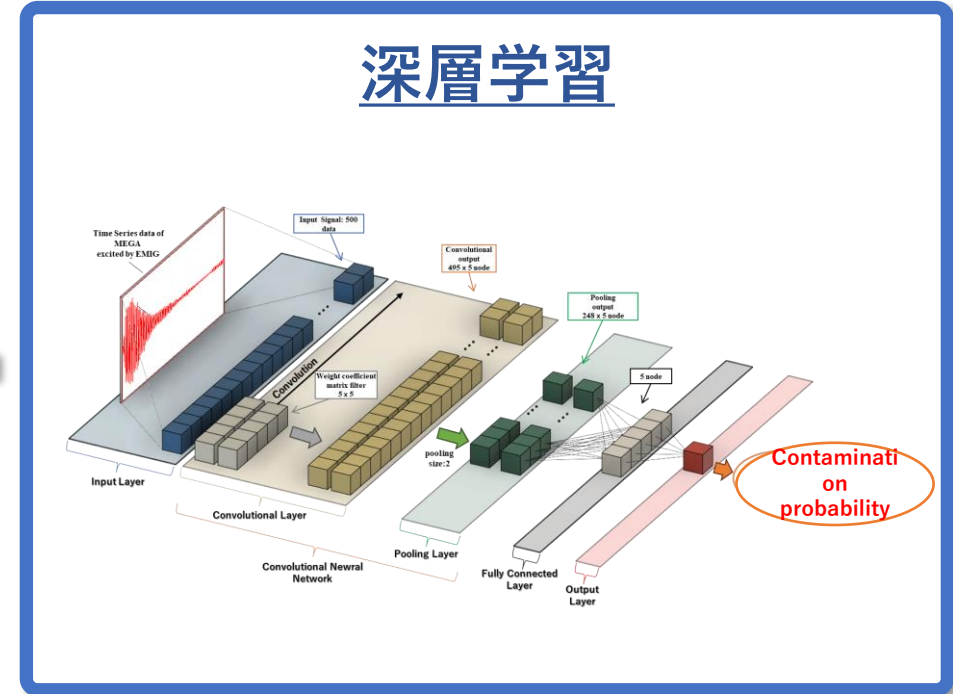 深層学習
Time Series data of
MEGA
excited by EMIG
Input Signal: 500
data
Convolutional
output
495 x 5 node
Pooling
output
248 x 5 node
Convolution
Weight coefficient
matrix filter
5 x 5
5 node
pooling
size:2
Contaminati
on
probability
Input Layer
Convolutional Layer
Pooling Layer
Convolutional Newral
Network
Fully Connected
Layer
Output
Layer